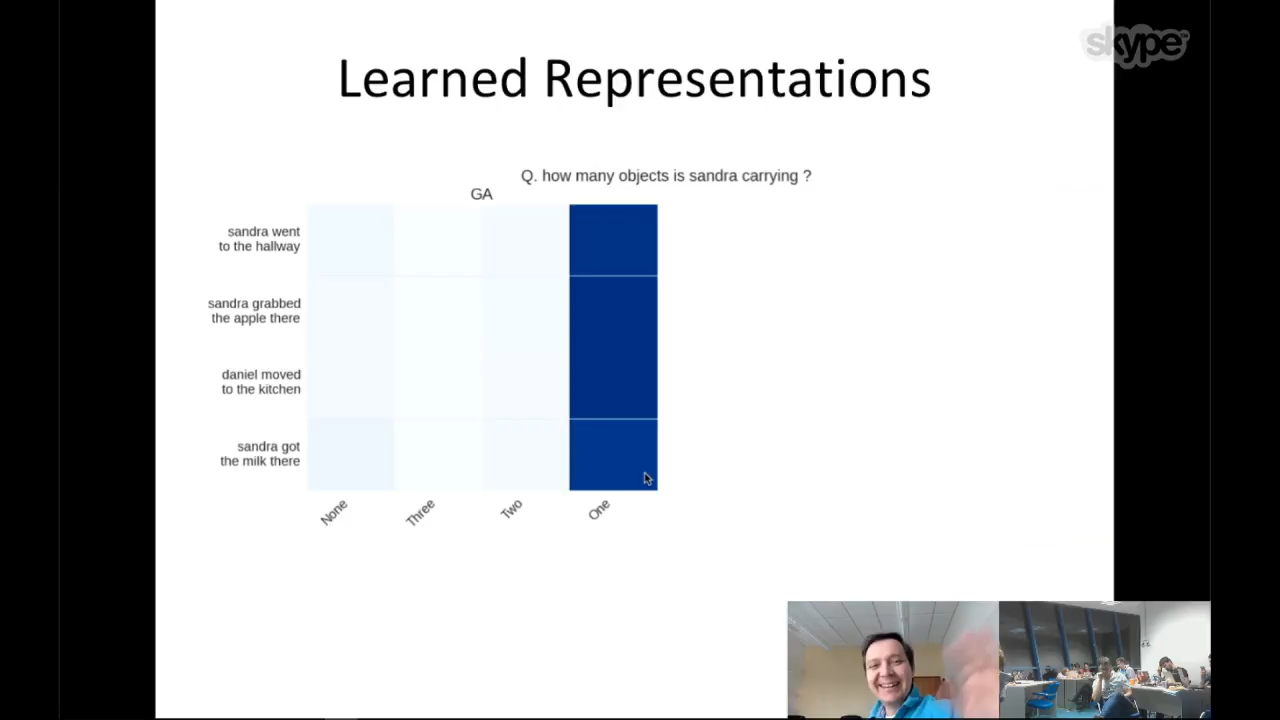 skype™
Learned Representations
Q. how many objects is sandra carrying ?
GA
sandra went
to the hallway
sandra grabbed
the apple there
daniel moved
to the kitchen
sandra got
the milk there
None
Three
Two
One